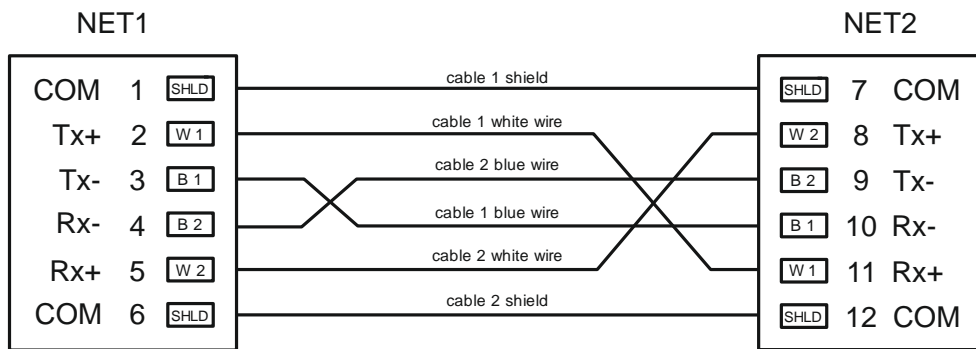 NET1 NET2
COM 1 SHLD cable 1 shield SHLD 7 COM
Tx+ 2 W 1 cable 1 white wire W 2 8 Tx+
Tx- 3 B 1 cable 2 blue wire B 2 9 Tx-
Rx- 4 B 2 cable 1 blue wire B 1 10 Rx-
Rx+ 5 W 2 cable 2 white wire W 1 11 Rx+
COM 6 SHLD cable 2 shield SHLD 12 COM